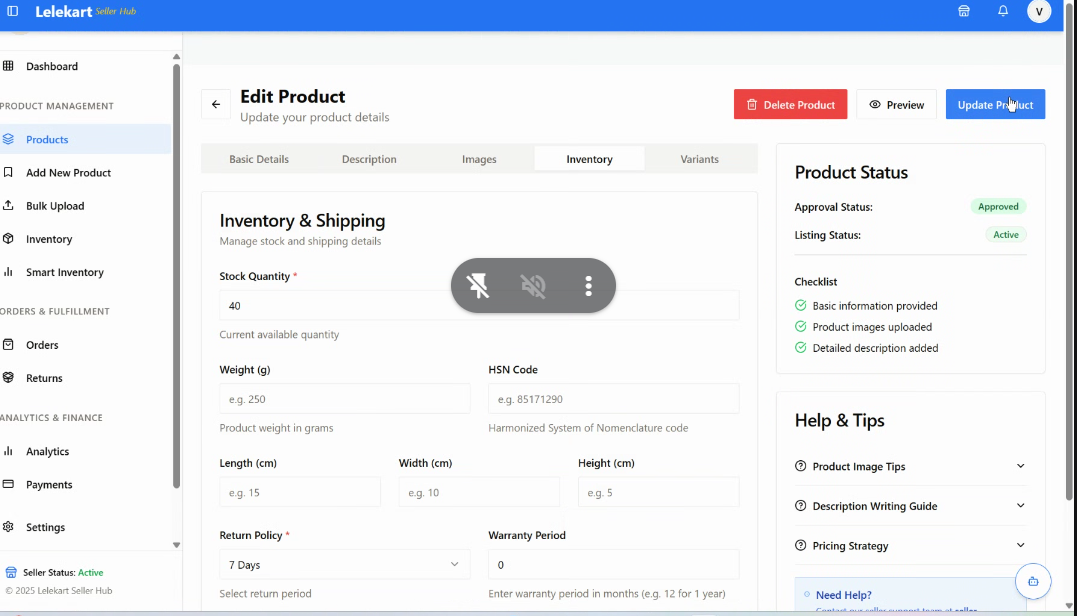 Lelekart Seller Hub
V
Dashboard
PRODUCT MANAGEMENT
Products
Add New Product
Bulk Upload
Inventory
Smart Inventory
ORDERS & FULFILLMENT
Orders
Returns
ANALYTICS & FINANCE
Analytics
Payments
Settings
Seller Status: Active
© 2025 Lelekart Seller Hub
Edit Product
Update your product details
Delete Product
Preview
Update Product
Basic Details
Description
Images
Inventory
Variants
Inventory & Shipping
Manage stock and shipping details
Stock Quantity *
40
Current available quantity
Weight (g)
e.g. 250
Product weight in grams
HSN Code
e.g. 85171290
Harmonized System of Nomenclature code
Length (cm)
e.g. 15
Width (cm)
e.g. 10
Height (cm)
e.g. 5
Return Policy *
7 Days
Select return period
Warranty Period
0
Enter warranty period in months (e.g. 12 for 1 year)
Product Status
Approval Status: Approved
Listing Status: Active
Checklist
Basic information provided
Product images uploaded
Detailed description added
Help & Tips
Product Image Tips
Description Writing Guide
Pricing Strategy
Need Help?
Contact our seller support team at seller